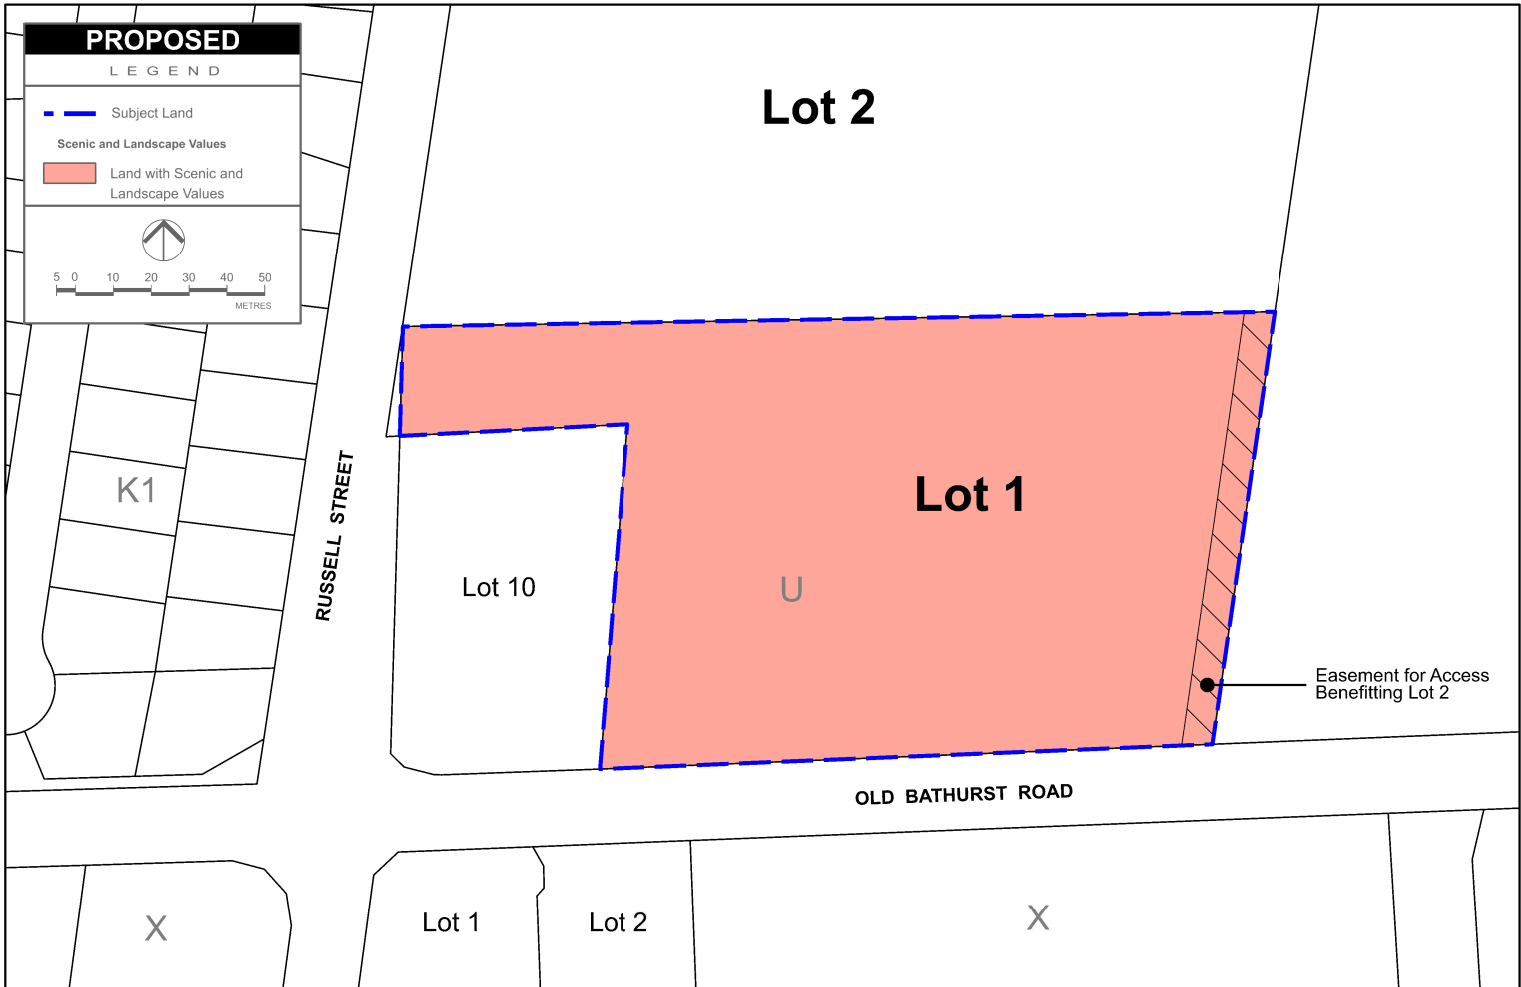 PROPOSED
LEGEND
Subject Land
Scenic and Landscape Values
Land with Scenic and
Landscape Values
5 0 10 20 30 40 50
METRES
Lot 2
Lot 1
K1
RUSSELL STREET
Lot 10
U
Easement for Access
Benefitting Lot 2
OLD BATHURST ROAD
X
Lot 1
Lot 2
X